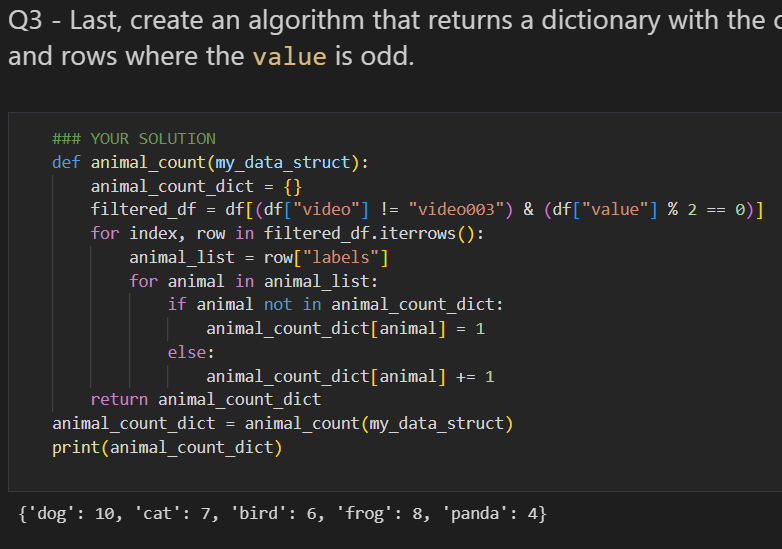 Q3 - Last, create an algorithm that returns a dictionary with the
and rows where the value is odd.
### YOUR SOLUTION
def animal_count(my_data_struct):
    animal_count_dict = {}
    filtered_df = df[(df["video"] != "video003") & (df["value"] % 2 == 0)]
    for index, row in filtered_df.iterrows():
        animal_list = row["labels"]
        for animal in animal_list:
            if animal not in animal_count_dict:
                animal_count_dict[animal] = 1
            else:
                animal_count_dict[animal] += 1
    return animal_count_dict
animal_count_dict = animal_count(my_data_struct)
print(animal_count_dict)
{'dog': 10, 'cat': 7, 'bird': 6, 'frog': 8, 'panda': 4}